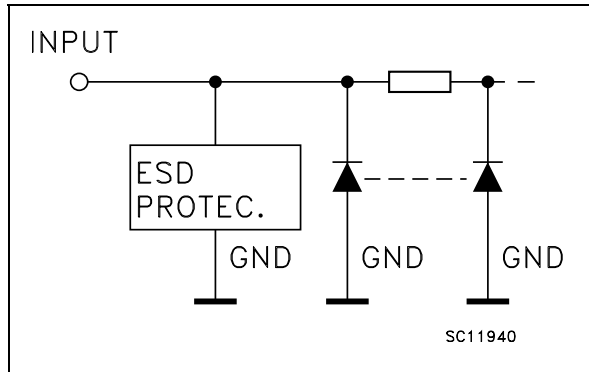 INPUT
ESD
PROTEC.
GND
GND
GND
SC11940